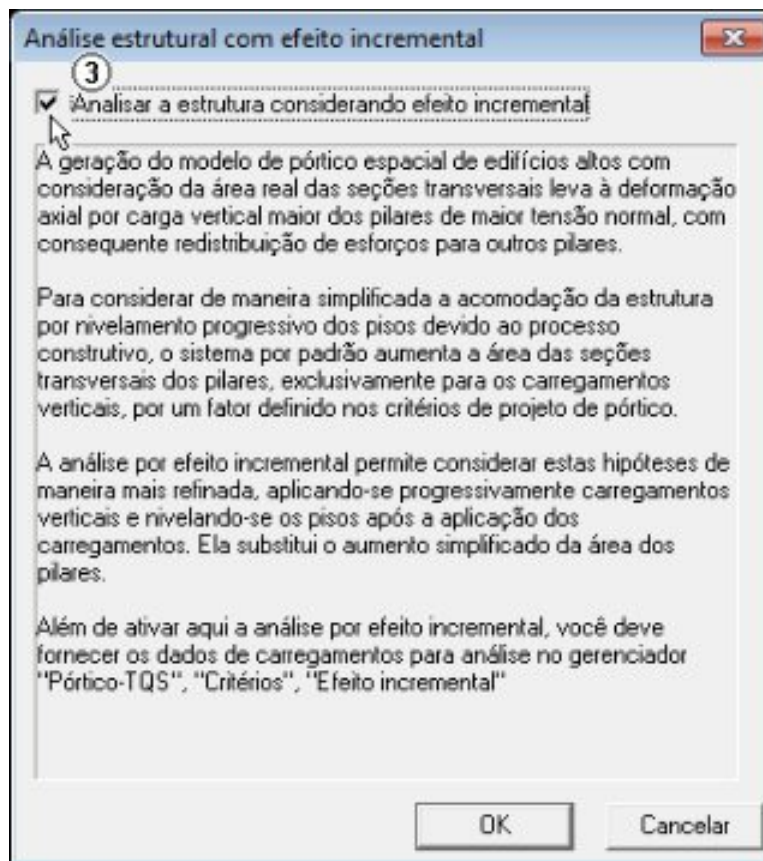 Análise estrutural com efeito incremental
3
Analisar a estrutura considerando efeito incremental
A geração do modelo de pórtico espacial de edifícios altos com
consideração da área real das seções transversais leva à deformação
axial por carga vertical maior dos pilares de maior tensão normal, com
consequente redistribuição de esforços para outros pilares.
Para considerar de maneira simplificada a acomodação da estrutura
por nivelamento progressivo dos pisos devido ao processo
construtivo, o sistema por padrão aumenta a área das seções
transversais dos pilares, exclusivamente para os carregamentos
verticais, por um fator definido nos critérios de projeto de pórtico.
A análise por efeito incremental permite considerar estas hipóteses de
maneira mais refinada, aplicando-se progressivamente carregamentos
verticais e nivelando-se os pisos após a aplicação dos
carregamentos. Ela substitui o aumento simplificado da área dos
pilares.
Além de ativar aqui a análise por efeito incremental, você deve
fornecer os dados de carregamentos para análise no gerenciador
"Pórtico-TQS", "Critérios", "Efeito incremental"
OK
Cancelar